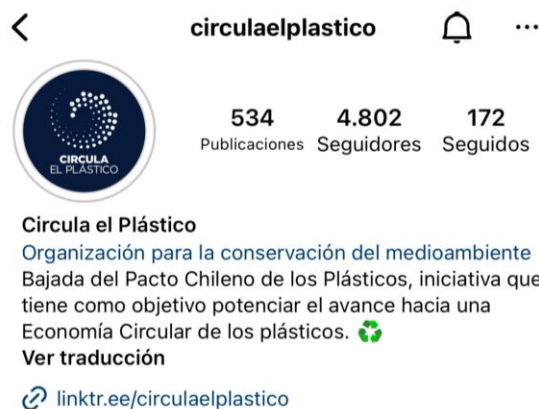 circulaelplastico
CIRCULA
EL PLÁSTICO
534 4.802 172
Publicaciones Seguidores Seguidos
Circula el Plástico
Organización para la conservación del medioambiente
Bajada del Pacto Chileno de los Plásticos, iniciativa que
tiene como objetivo potenciar el avance hacia una
Economía Circular de los plásticos. ♻️
Ver traducción
linktr.ee/circulaelplastico